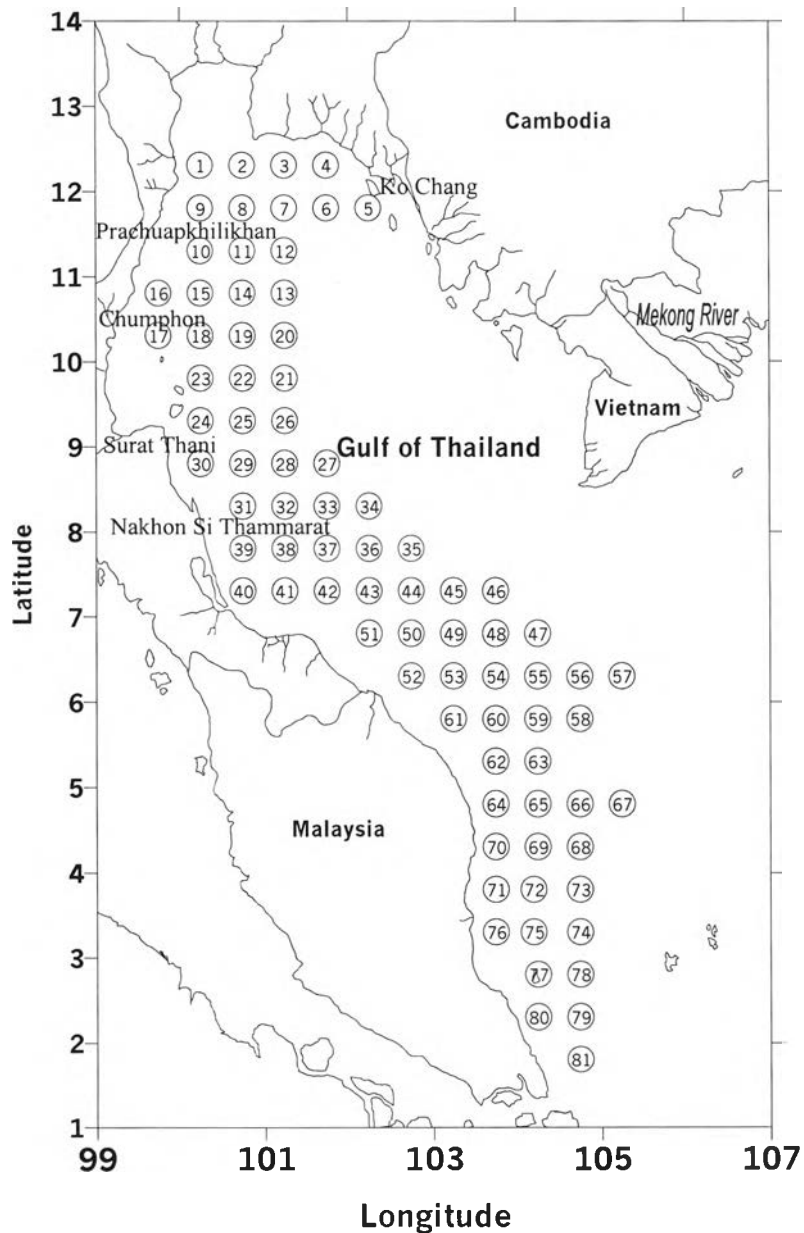 14
13
Cambodia
1 2 3 4
12
Ko Chang
9 8 7 6 5
Prachuapkhilikhan
10 11 12
11
16 15 14 13
Mekong River
Chumphon
17 18 19 20
10
23 22 21
Vietnam
24 25 26
9
Surat Thani
Gulf of Thailand
30 29 28 27
31 32 33 34
Nakhon Si Thammarat
8
39 38 37 36 35
Latitude
40 41 42 43 44 45 46
7
51 50 49 48 47
52 53 54 55 56 57
6
61 60 59 58
62 63
5
64 65 66 67
Malaysia
70 69 68
4
71 72 73
76 75 74
3
77 78
80 79
2
81
1
99 101 103 105 107
Longitude